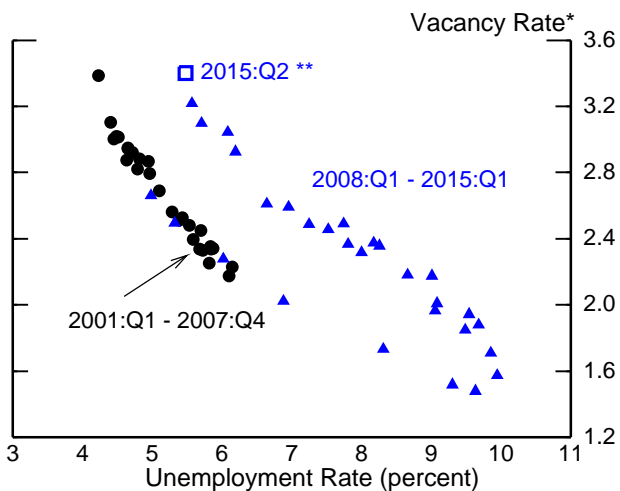 Vacancy Rate*
3.6
2015:Q2 **
3.2
2.8
2008:Q1 - 2015:Q1
2.4
2001:Q1 - 2007:Q4
2.0
1.6
1.2
3 4 5 6 7 8 9 10 11
Unemployment Rate (percent)